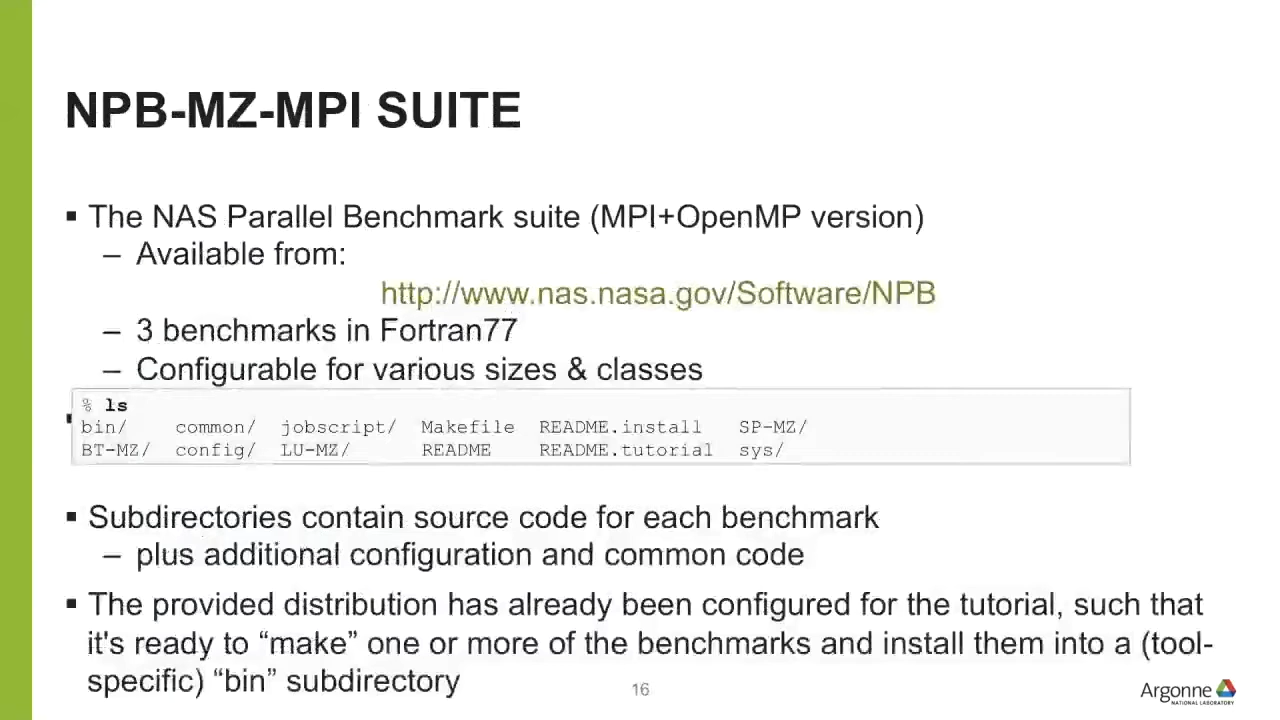 NPB-MZ-MPI SUITE
▪ The NAS Parallel Benchmark suite (MPI+OpenMP version)
– Available from:
http://www.nas.nasa.gov/Software/NPB
– 3 benchmarks in Fortran77
– Configurable for various sizes & classes
% ls
bin/ common/ jobscript/ Makefile README.install SP-MZ/
BT-MZ/ config/ LU-MZ/ README README.tutorial sys/
▪ Subdirectories contain source code for each benchmark
– plus additional configuration and common code
▪ The provided distribution has already been configured for the tutorial, such that
it's ready to “make” one or more of the benchmarks and install them into a (tool-
specific) “bin” subdirectory
16
Argonne
NATIONAL LABORATORY